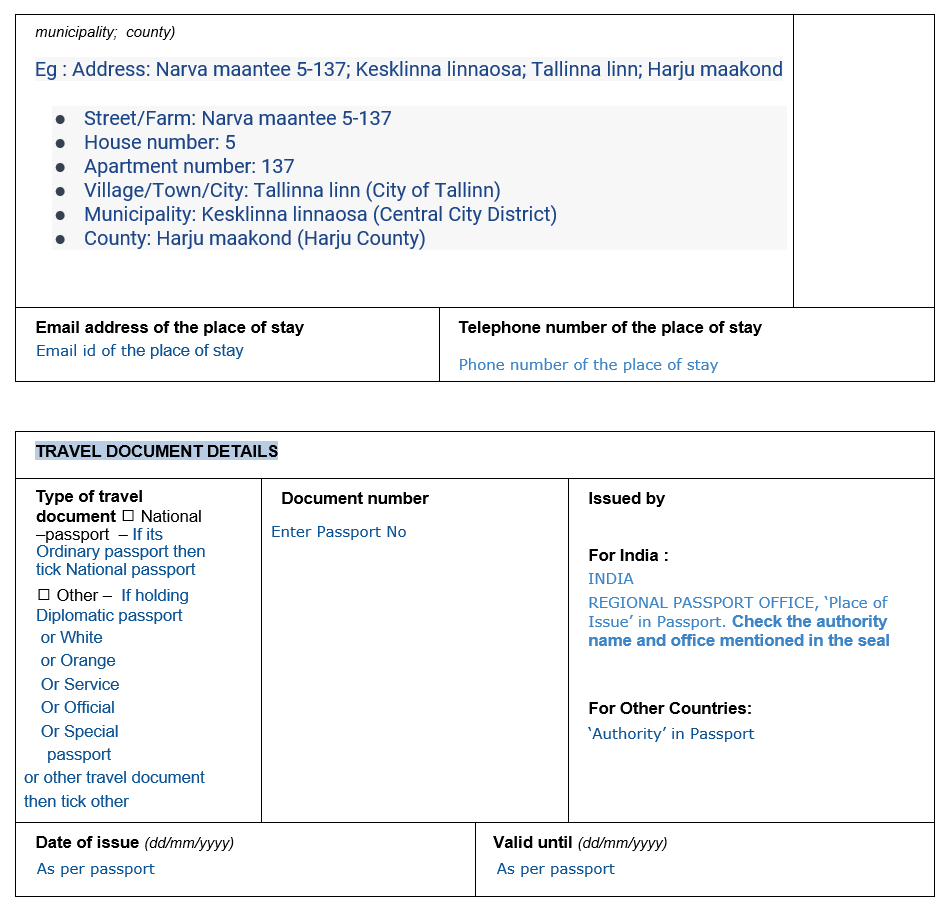 municipality; county)
Eg : Address: Narva maantee 5-137; Kesklinna linnaosa; Tallinna linn; Harju maakond
● Street/Farm: Narva maantee 5-137
● House number: 5
● Apartment number: 137
● Village/Town/City: Tallinna linn (City of Tallinn)
● Municipality: Kesklinna linnaosa (Central City District)
● County: Harju maakond (Harju County)
Email address of the place of stay
Email id of the place of stay
Telephone number of the place of stay
Phone number of the place of stay
TRAVEL DOCUMENT DETAILS
Type of travel
document ☐ National
–passport – If its
Ordinary passport then
tick National passport
☐ Other – If holding
Diplomatic passport
or White
or Orange
Or Service
Or Official
Or Special
passport
or other travel document
then tick other
Document number
Enter Passport No
Issued by
For India :
INDIA
REGIONAL PASSPORT OFFICE, ‘Place of
Issue’ in Passport. Check the authority
name and office mentioned in the seal
For Other Countries:
‘Authority’ in Passport
Date of issue (dd/mm/yyyy)
As per passport
Valid until (dd/mm/yyyy)
As per passport